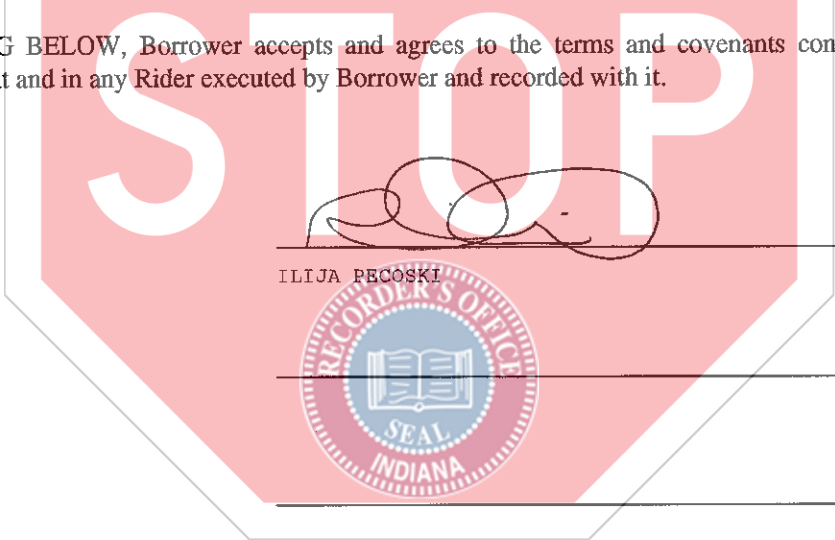 STOP
G BELOW, Borrower accepts and agrees to the terms and covenants con
t and in any Rider executed by Borrower and recorded with it.
ILIJA PECOSKI
RECORDER'S OFFICE
SEAL
INDIANA